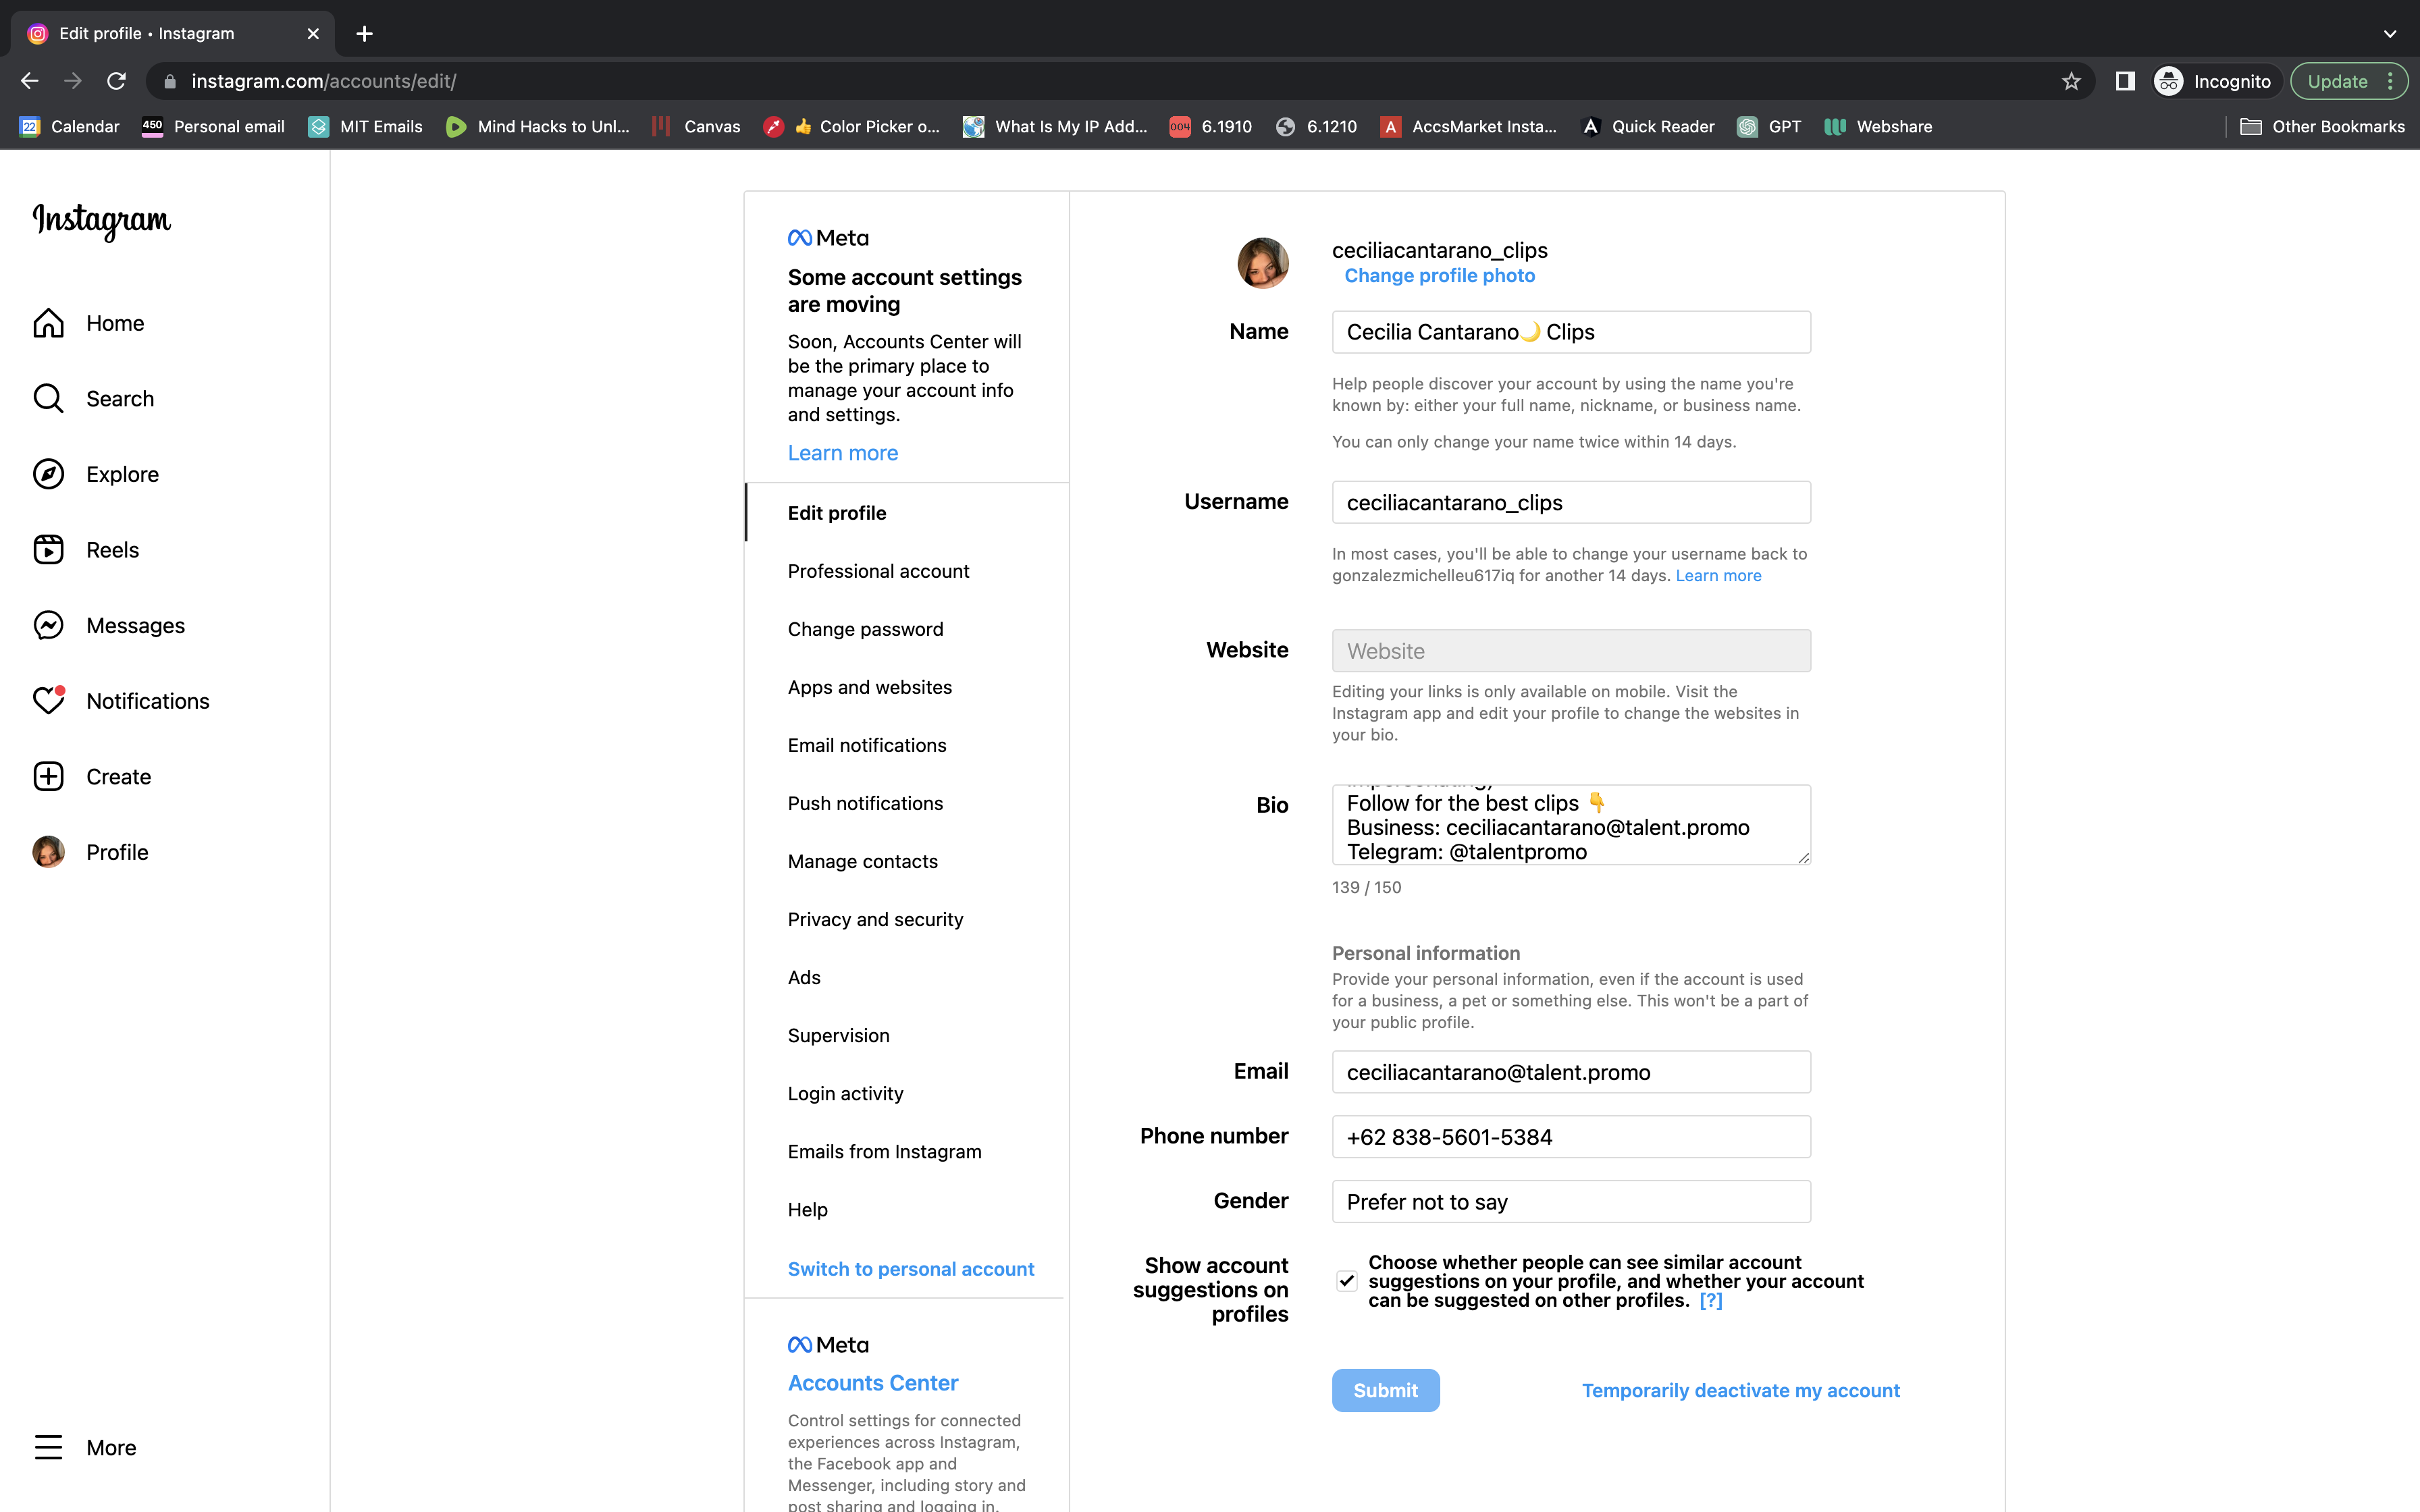 Edit profile • Instagram
instagram.com/accounts/edit/
Incognito
Update
22 Calendar
450 Personal email
MIT Emails
Mind Hacks to Unl...
Canvas
👍 Color Picker o...
What Is My IP Add...
004 6.1910
6.1210
A AccsMarket Insta...
Quick Reader
GPT
Webshare
Other Bookmarks
Instagram
Home
Search
Explore
Reels
Messages
Notifications
Create
Profile
More
Meta
Some account settings
are moving
Soon, Accounts Center will
be the primary place to
manage your account info
and settings.
Learn more
Edit profile
Professional account
Change password
Apps and websites
Email notifications
Push notifications
Manage contacts
Privacy and security
Ads
Supervision
Login activity
Emails from Instagram
Help
Switch to personal account
Meta
Accounts Center
Control settings for connected
experiences across Instagram,
the Facebook app and
Messenger, including story and
post sharing and logging in.
ceciliacantarano_clips
Change profile photo
Name
Cecilia Cantarano🌙 Clips
Help people discover your account by using the name you're
known by: either your full name, nickname, or business name.
You can only change your name twice within 14 days.
Username
ceciliacantarano_clips
In most cases, you'll be able to change your username back to
gonzalezmichelleu617iq for another 14 days. Learn more
Website
Website
Editing your links is only available on mobile. Visit the
Instagram app and edit your profile to change the websites in
your bio.
Bio
Follow for the best clips 👇
Business: ceciliacantarano@talent.promo
Telegram: @talentpromo
139 / 150
Personal information
Provide your personal information, even if the account is used
for a business, a pet or something else. This won't be a part of
your public profile.
Email
ceciliacantarano@talent.promo
Phone number
+62 838-5601-5384
Gender
Prefer not to say
Show account
suggestions on
profiles
Choose whether people can see similar account
suggestions on your profile, and whether your account
can be suggested on other profiles. [?]
Submit
Temporarily deactivate my account